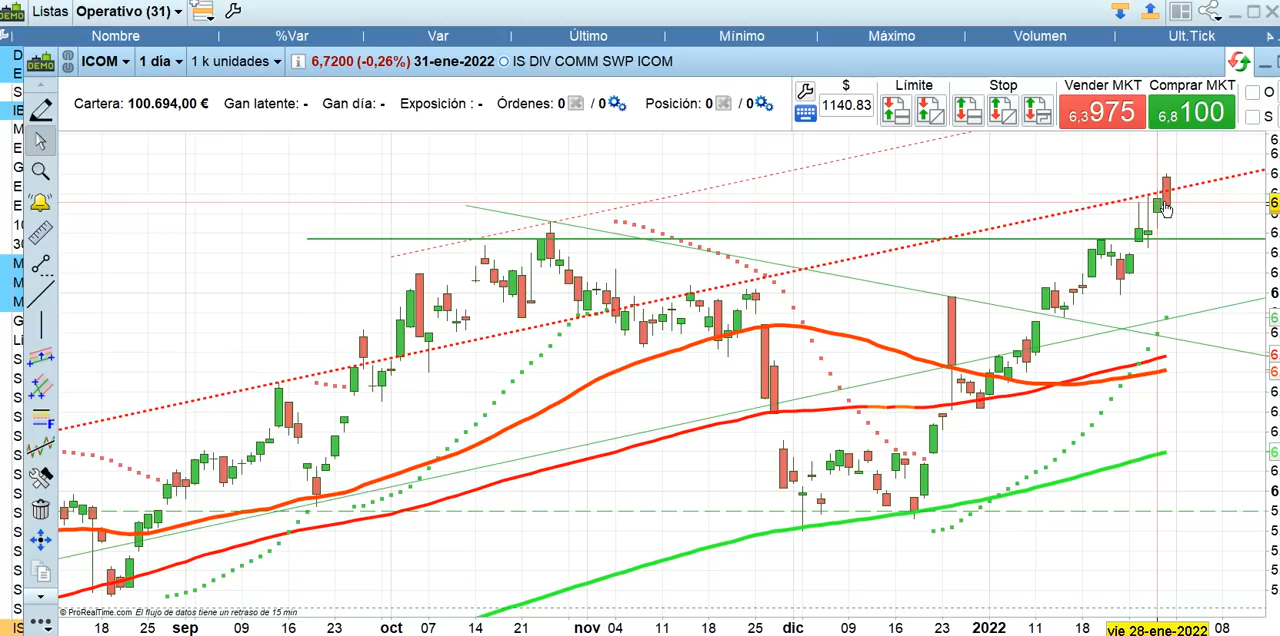 DEMO Listas Operativo (31)
Nombre %Var Var Último Mínimo Máximo Volumen Ult.Tick
DEMO ICOM 1 día 1 k unidades i 6,7200 (-0,26%) 31-ene-2022 IS DIV COMM SWP ICOM
Cartera: 100.694,00 € Gan latente: - Gan día: - Exposición : - Órdenes: 0 / 0 Posición: 0 / 0
$ Límite Stop Vender MKT Comprar MKT
1140.83 6,3975 6,8100
© ProRealTime.com El flujo de datos tiene un retraso de 15 min
18 25 sep 09 16 23 oct 07 14 21 nov 04 11 18 25 dic 09 16 23 2022 11 18 vie 28-ene-2022 08